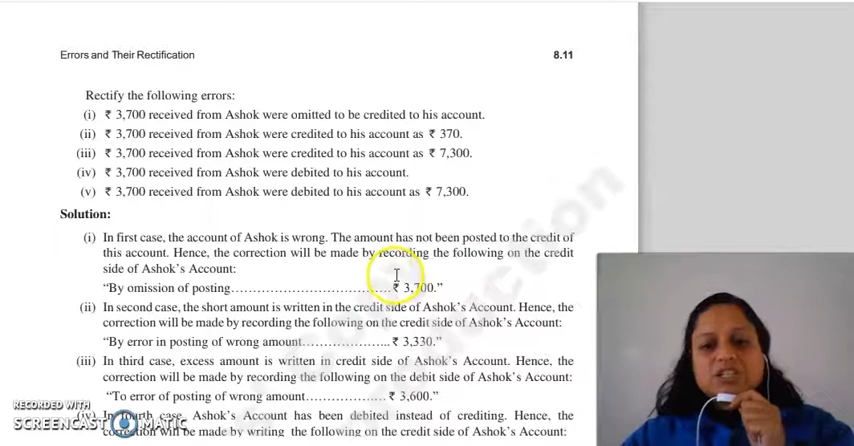 Errors and Their Rectification 8.11
Rectify the following errors:
(i) ₹ 3,700 received from Ashok were omitted to be credited to his account.
(ii) ₹ 3,700 received from Ashok were credited to his account as ₹ 370.
(iii) ₹ 3,700 received from Ashok were credited to his account as ₹ 7,300.
(iv) ₹ 3,700 received from Ashok were debited to his account.
(v) ₹ 3,700 received from Ashok were debited to his account as ₹ 7,300.
Solution:
(i) In first case, the account of Ashok is wrong. The amount has not been posted to the credit of
this account. Hence, the correction will be made by recording the following on the credit
side of Ashok's Account:
"By omission of posting.....................................₹ 3,700."
(ii) In second case, the short amount is written in the credit side of Ashok's Account. Hence, the
correction will be made by recording the following on the credit side of Ashok's Account:
"By error in posting of wrong amount....................₹ 3,330."
(iii) In third case, excess amount is written in credit side of Ashok's Account. Hence, the
correction will be made by recording the following on the debit side of Ashok's Account:
"To error of posting of wrong amount.................. ₹ 3,600."
(iv) In fourth case, Ashok's Account has been debited instead of crediting. Hence, the
correction will be made by writing the following on the credit side of Ashok's Account:
RECORDED WITH
SCREENCAST MATIC